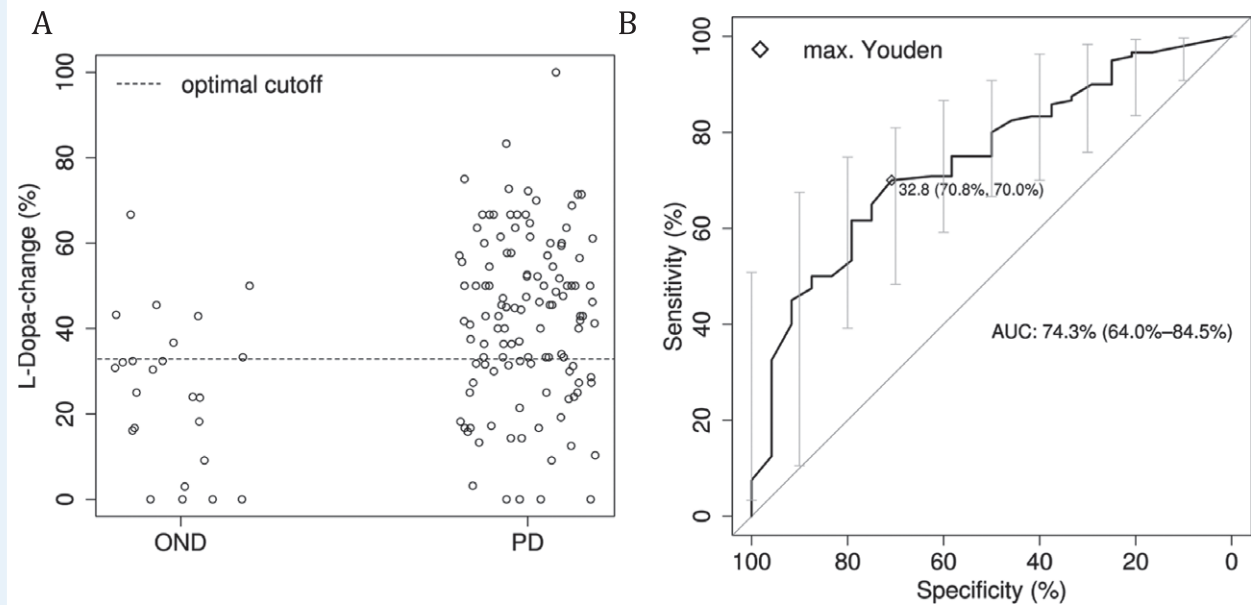 A
optimal cutoff
L-Dopa-change (%)
100
80
60
40
20
0
OND
PD
B
max. Youden
32.8 (70.8%, 70.0%)
AUC: 74.3% (64.0%–84.5%)
Sensitivity (%)
100
80
60
40
20
0
100
80
60
40
20
0
Specificity (%)